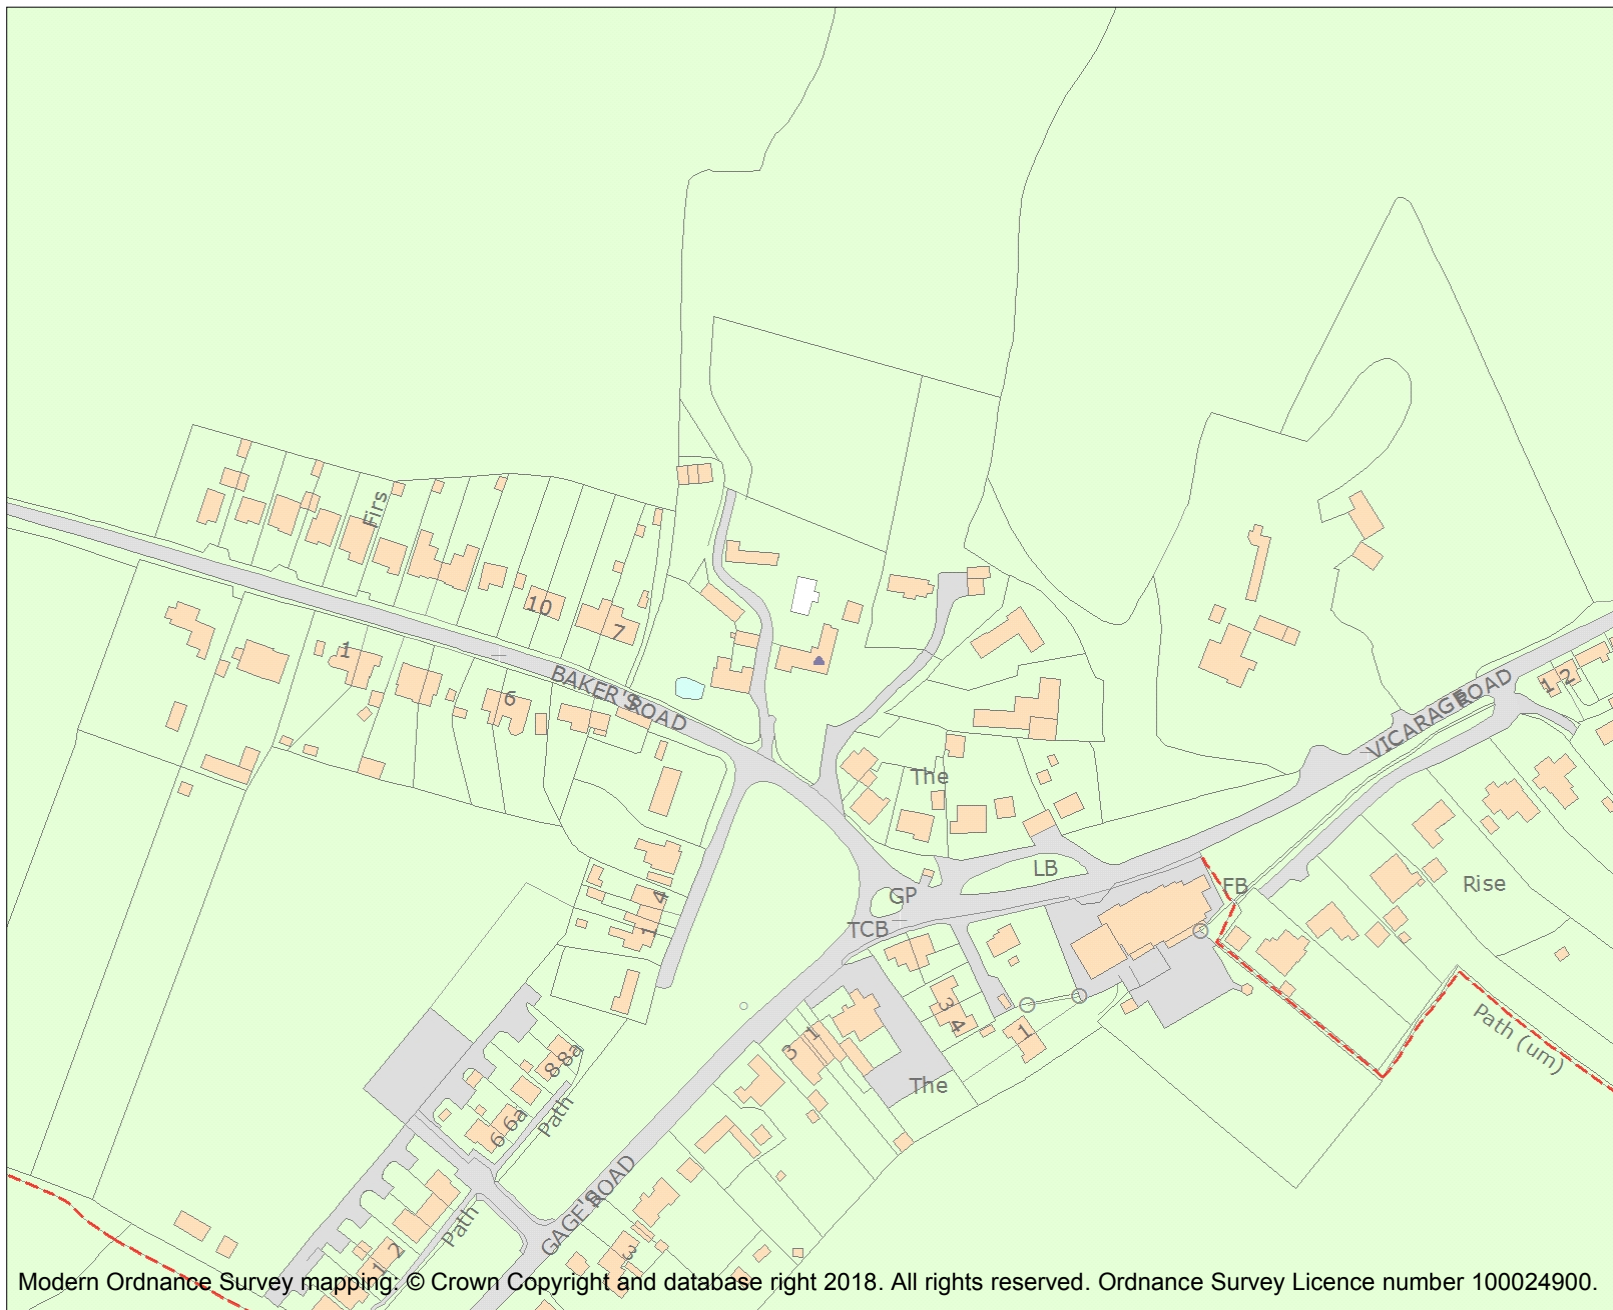 Firs
10
7
1
6
BAKER'S ROAD
VICARAGE ROAD
1 2
The
LB
GP
FB
TCB
Rise
4
1
3 4
1
3 1
Path (um)
The
8 8a
6 6a
Path
GAGE'S ROAD
Path
1 2
3
Modern Ordnance Survey mapping: © Crown Copyright and database right 2018. All rights reserved. Ordnance Survey Licence number 100024900.